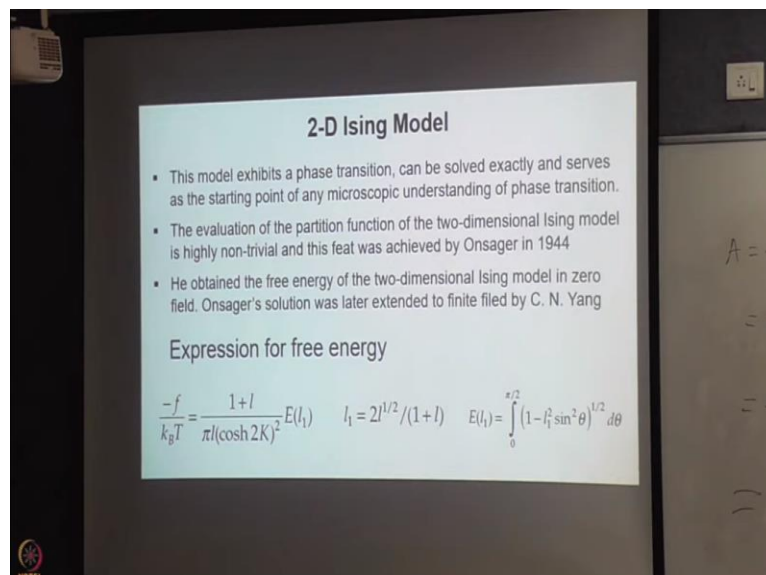 2-D Ising Model
▪ This model exhibits a phase transition, can be solved exactly and serves
as the starting point of any microscopic understanding of phase transition.
▪ The evaluation of the partition function of the two-dimensional Ising model
is highly non-trivial and this feat was achieved by Onsager in 1944
▪ He obtained the free energy of the two-dimensional Ising model in zero
field. Onsager's solution was later extended to finite filed by C. N. Yang
Expression for free energy
-f/k_BT = (1+l)/(πl(cosh 2K)^2) E(l_1) l_1 = 2l^{1/2}/(1+l) E(l_1) = ∫_0^{π/2} (1-l_1^2 sin^2 θ)^{1/2} dθ
A =
=
=